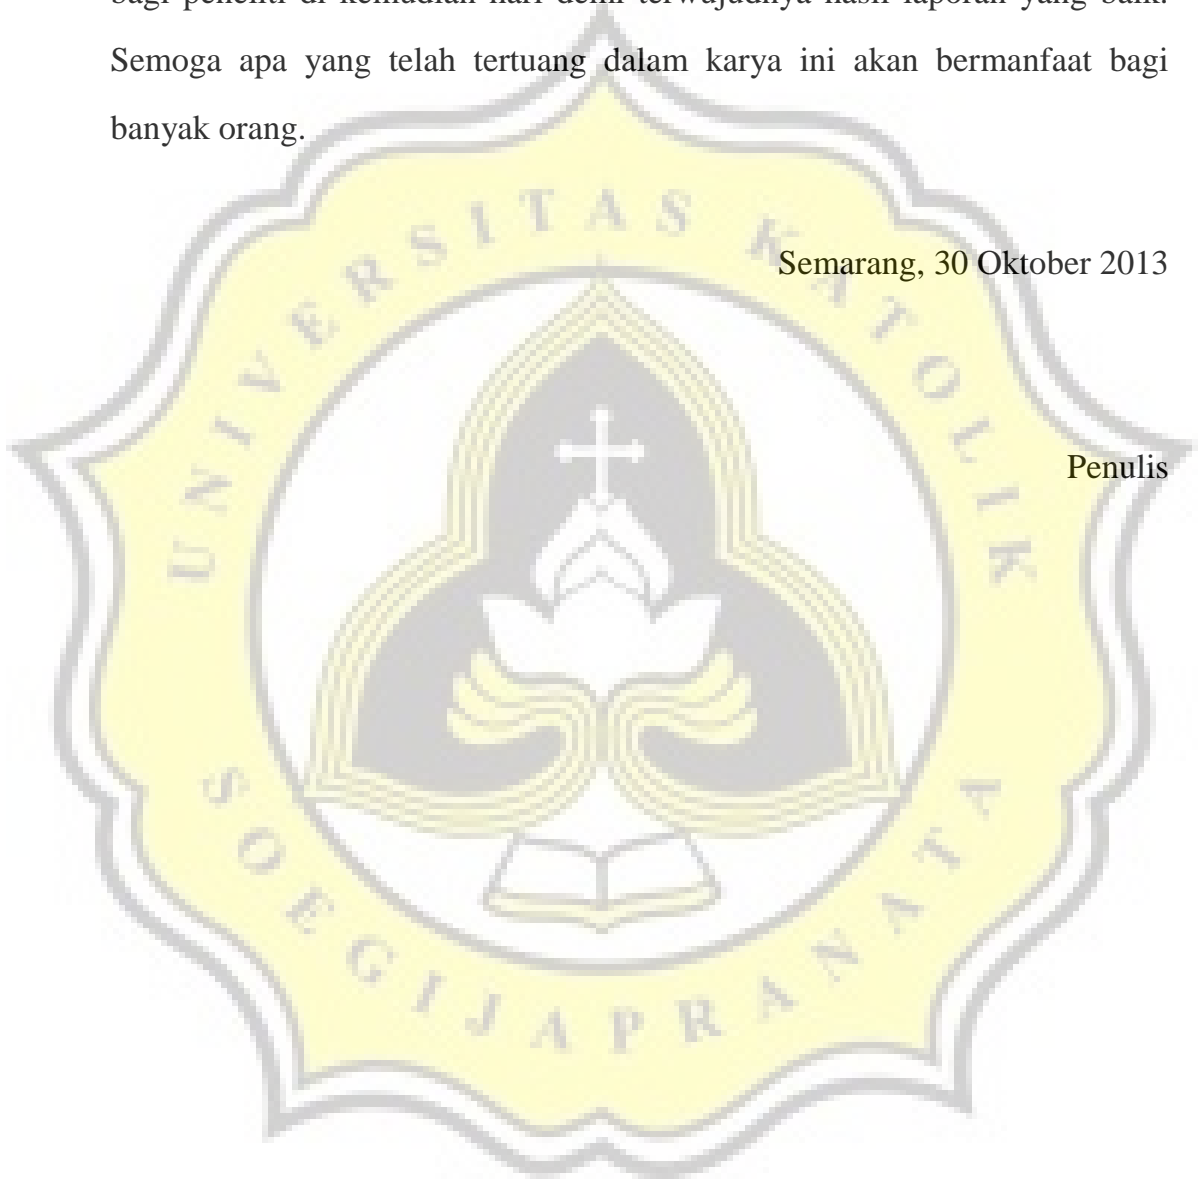 bagi peneliti di kemudian hari demi terwujudnya hasil laporan yang baik.
Semoga apa yang telah tertuang dalam karya ini akan bermanfaat bagi
banyak orang.
Semarang, 30 Oktober 2013
Penulis
UNIVERSITAS KATOLIK
SOEGIJAPRANATA